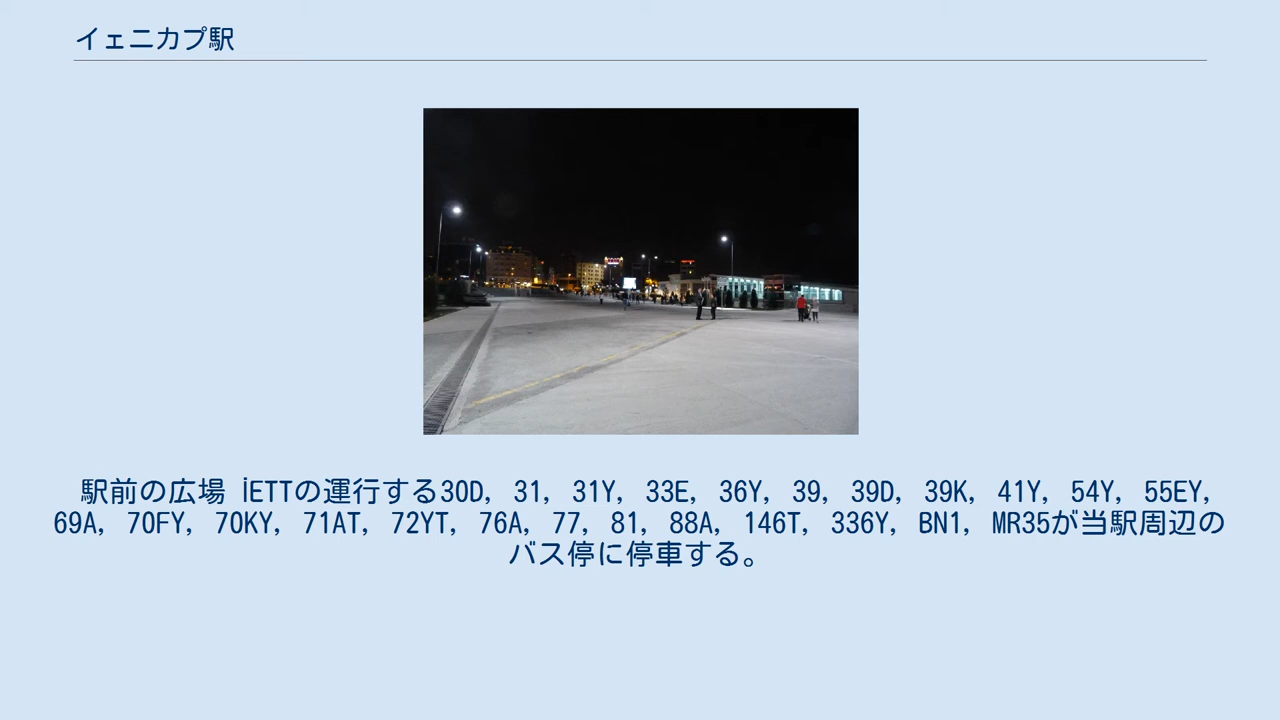 イェニカプ駅
駅前の広場 İETTの運行する30D, 31, 31Y, 33E, 36Y, 39, 39D, 39K, 41Y, 54Y, 55EY,
69A, 70FY, 70KY, 71AT, 72YT, 76A, 77, 81, 88A, 146T, 336Y, BN1, MR35が当駅周辺の
バス停に停車する。